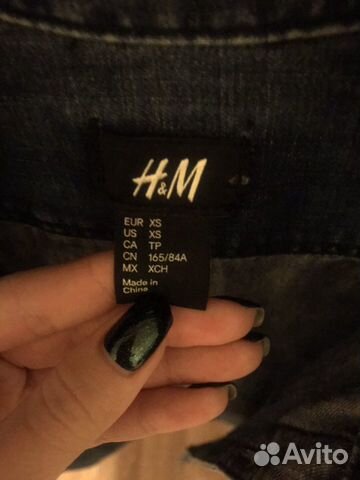 H&M
EUR XS
US XS
CA TP
CN 165/84A
MX XCH
Made in
China
Avito